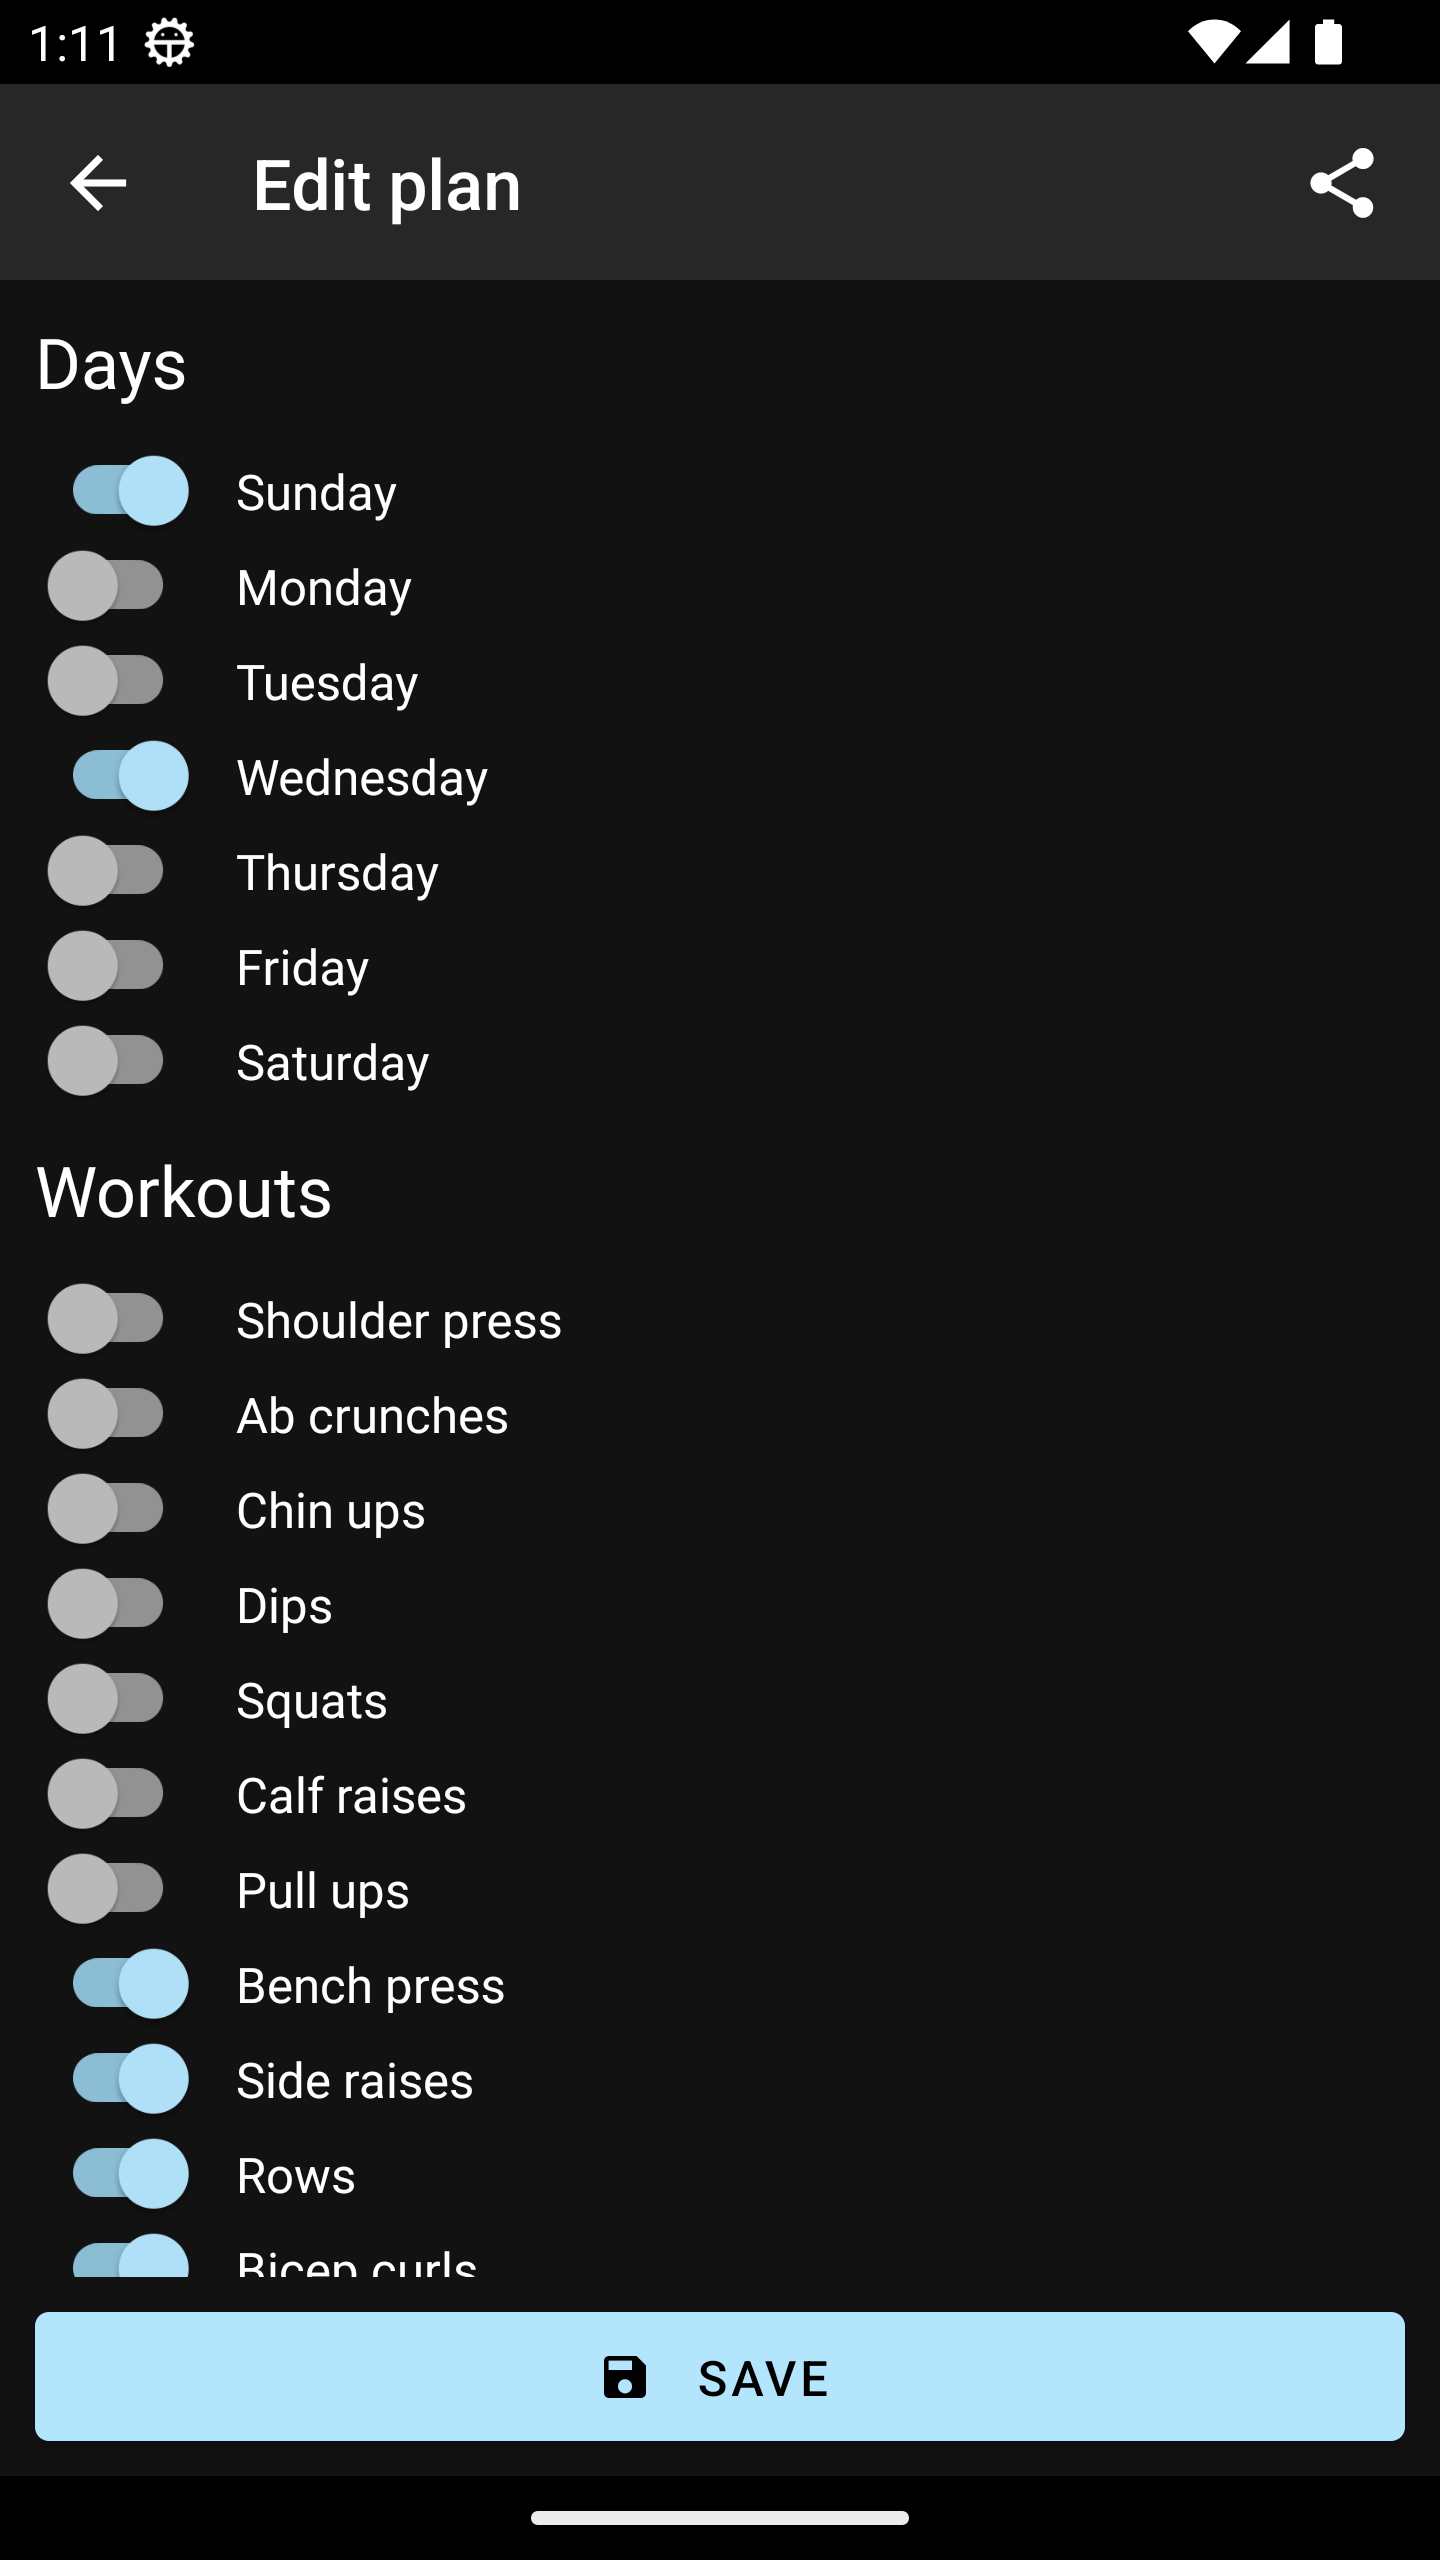 1:11
Edit plan
Days
Sunday
Monday
Tuesday
Wednesday
Thursday
Friday
Saturday
Workouts
Shoulder press
Ab crunches
Chin ups
Dips
Squats
Calf raises
Pull ups
Bench press
Side raises
Rows
Bicep curls
SAVE